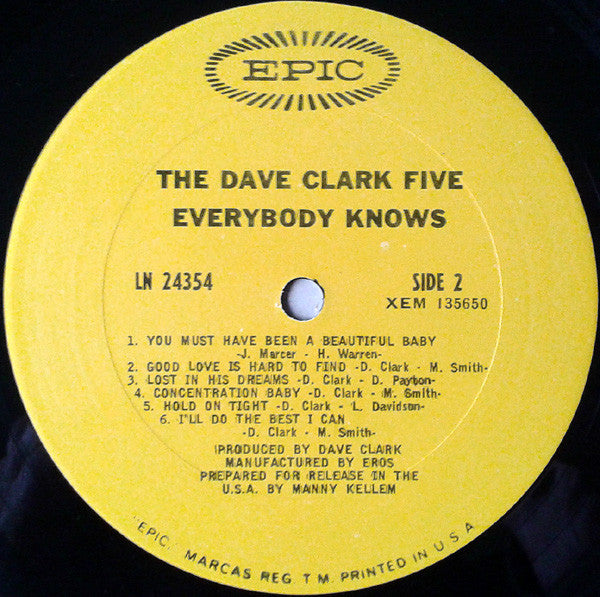 EPIC
THE DAVE CLARK FIVE
EVERYBODY KNOWS
LN 24354
SIDE 2
XEM 135650
1. YOU MUST HAVE BEEN A BEAUTIFUL BABY
-J. Marcer - H. Warren-
2. GOOD LOVE IS HARD TO FIND -D. Clark - M. Smith-
3. LOST IN HIS DREAMS -D. Clark - D. Payton-
4. CONCENTRATION BABY -D. Clark - M. Smith-
5. HOLD ON TIGHT -D. Clark - L. Davidson-
6. I'LL DO THE BEST I CAN
-D. Clark - M. Smith-
PRODUCED BY DAVE CLARK
MANUFACTURED BY EROS
PREPARED FOR RELEASE IN THE
U.S.A. BY MANNY KELLEM
"EPIC, MARCAS REG. T M. PRINTED IN U S A